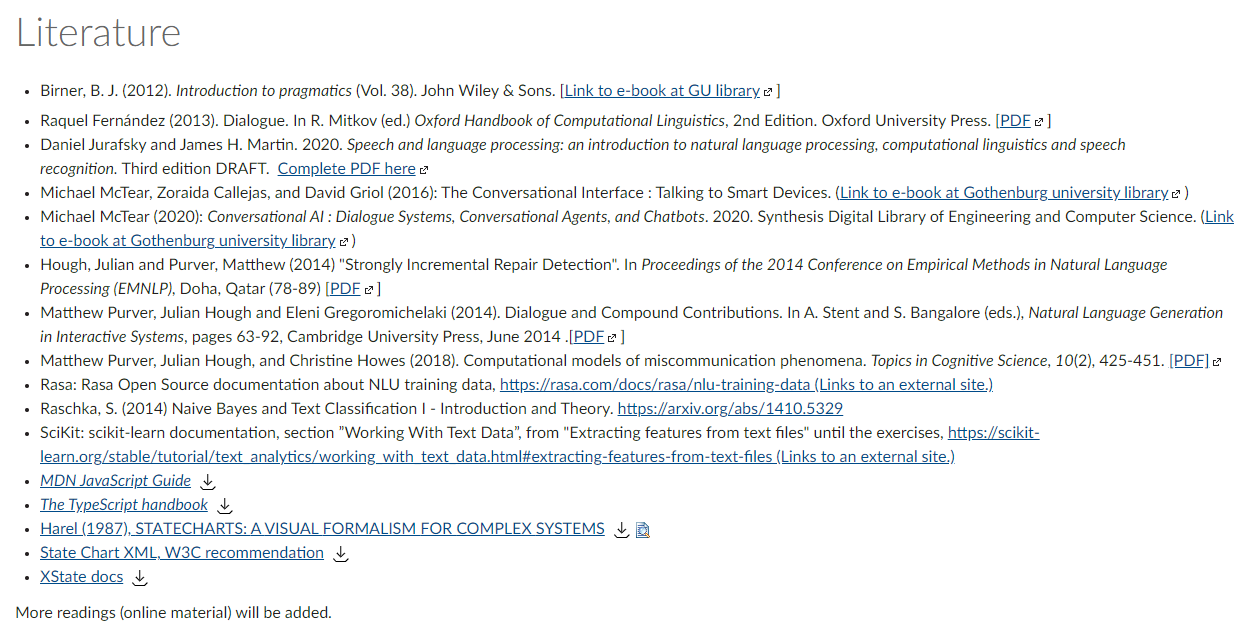 Literature
• Birner, B. J. (2012). Introduction to pragmatics (Vol. 38). John Wiley & Sons. [Link to e-book at GU library ]
• Raquel Fernández (2013). Dialogue. In R. Mitkov (ed.) Oxford Handbook of Computational Linguistics, 2nd Edition. Oxford University Press. [PDF ]
• Daniel Jurafsky and James H. Martin. 2020. Speech and language processing: an introduction to natural language processing, computational linguistics and speech
recognition. Third edition DRAFT. Complete PDF here
• Michael McTear, Zoraida Callejas, and David Griol (2016): The Conversational Interface : Talking to Smart Devices. (Link to e-book at Gothenburg university library )
• Michael McTear (2020): Conversational AI : Dialogue Systems, Conversational Agents, and Chatbots. 2020. Synthesis Digital Library of Engineering and Computer Science. (Link
to e-book at Gothenburg university library )
• Hough, Julian and Purver, Matthew (2014) "Strongly Incremental Repair Detection". In Proceedings of the 2014 Conference on Empirical Methods in Natural Language
Processing (EMNLP), Doha, Qatar (78-89) [PDF ]
• Matthew Purver, Julian Hough and Eleni Gregoromichelaki (2014). Dialogue and Compound Contributions. In A. Stent and S. Bangalore (eds.), Natural Language Generation
in Interactive Systems, pages 63-92, Cambridge University Press, June 2014 .[PDF ]
• Matthew Purver, Julian Hough, and Christine Howes (2018). Computational models of miscommunication phenomena. Topics in Cognitive Science, 10(2), 425-451. [PDF]
• Rasa: Rasa Open Source documentation about NLU training data, https://rasa.com/docs/rasa/nlu-training-data (Links to an external site.)
• Raschka, S. (2014) Naive Bayes and Text Classification I - Introduction and Theory. https://arxiv.org/abs/1410.5329
• SciKit: scikit-learn documentation, section ”Working With Text Data”, from "Extracting features from text files" until the exercises, https://scikit-
learn.org/stable/tutorial/text_analytics/working_with_text_data.html#extracting-features-from-text-files (Links to an external site.)
• MDN JavaScript Guide
• The TypeScript handbook
• Harel (1987), STATECHARTS: A VISUAL FORMALISM FOR COMPLEX SYSTEMS
• State Chart XML, W3C recommendation
• XState docs
More readings (online material) will be added.